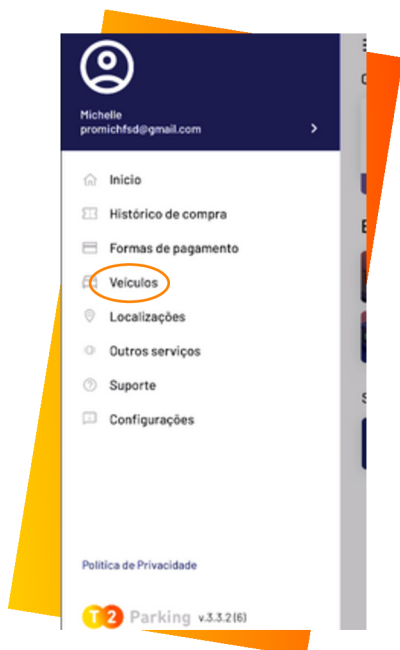 Michelle
promichfsd@gmail.com
Inicio
Histórico de compra
Formas de pagamento
Veículos
Localizações
Outros serviços
Suporte
Configurações
Política de Privacidade
T2 Parking v.3.3.2(6)